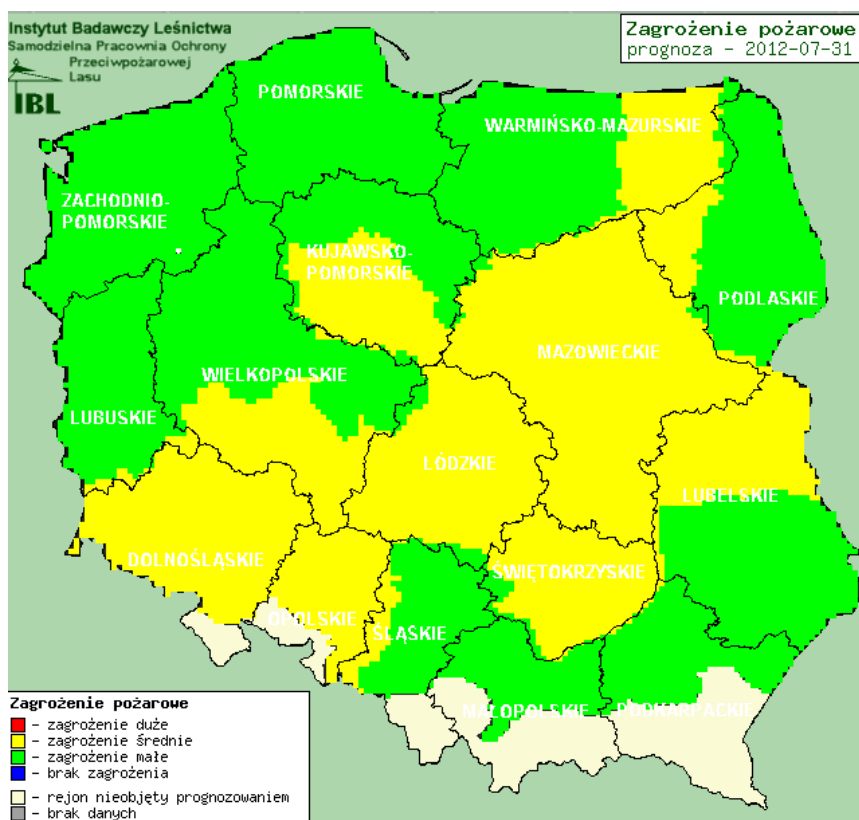 Instytut Badawczy Leśnictwa
Samodzielna Pracownia Ochrony
Przeciwpożarowej
Lasu
IBL
Zagrożenie pożarowe
prognoza - 2012-07-31
POMORSKIE
WARMIŃSKO-MAZURSKIE
ZACHODNIO-
POMORSKIE
KUJAWSKO-
POMORSKIE
PODLASKIE
MAZOWIECKIE
WIELKOPOLSKIE
LUBUSKIE
ŁÓDZKIE
LUBELSKIE
DOLNOŚLĄSKIE
ŚWIĘTOKRZYSKIE
OPOLSKIE
ŚLĄSKIE
MAŁOPOLSKIE
PODKARPACKIE
Zagrożenie pożarowe
- zagrożenie duże
- zagrożenie średnie
- zagrożenie małe
- brak zagrożenia
- rejon nieobjęty prognozowaniem
- brak danych